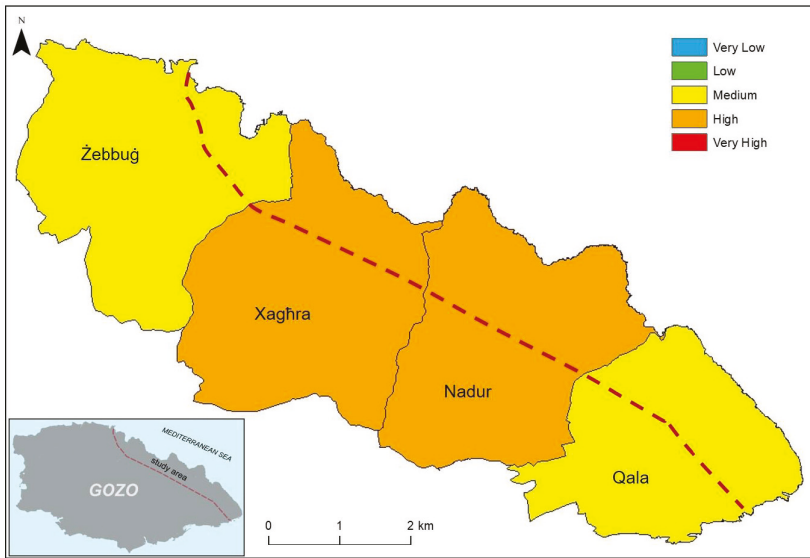 N
Very Low
Low
Medium
High
Very High
Żebbuġ
Xagħra
Nadur
Qala
MEDITERRANEAN SEA
study area
GOZO
0 1 2 km